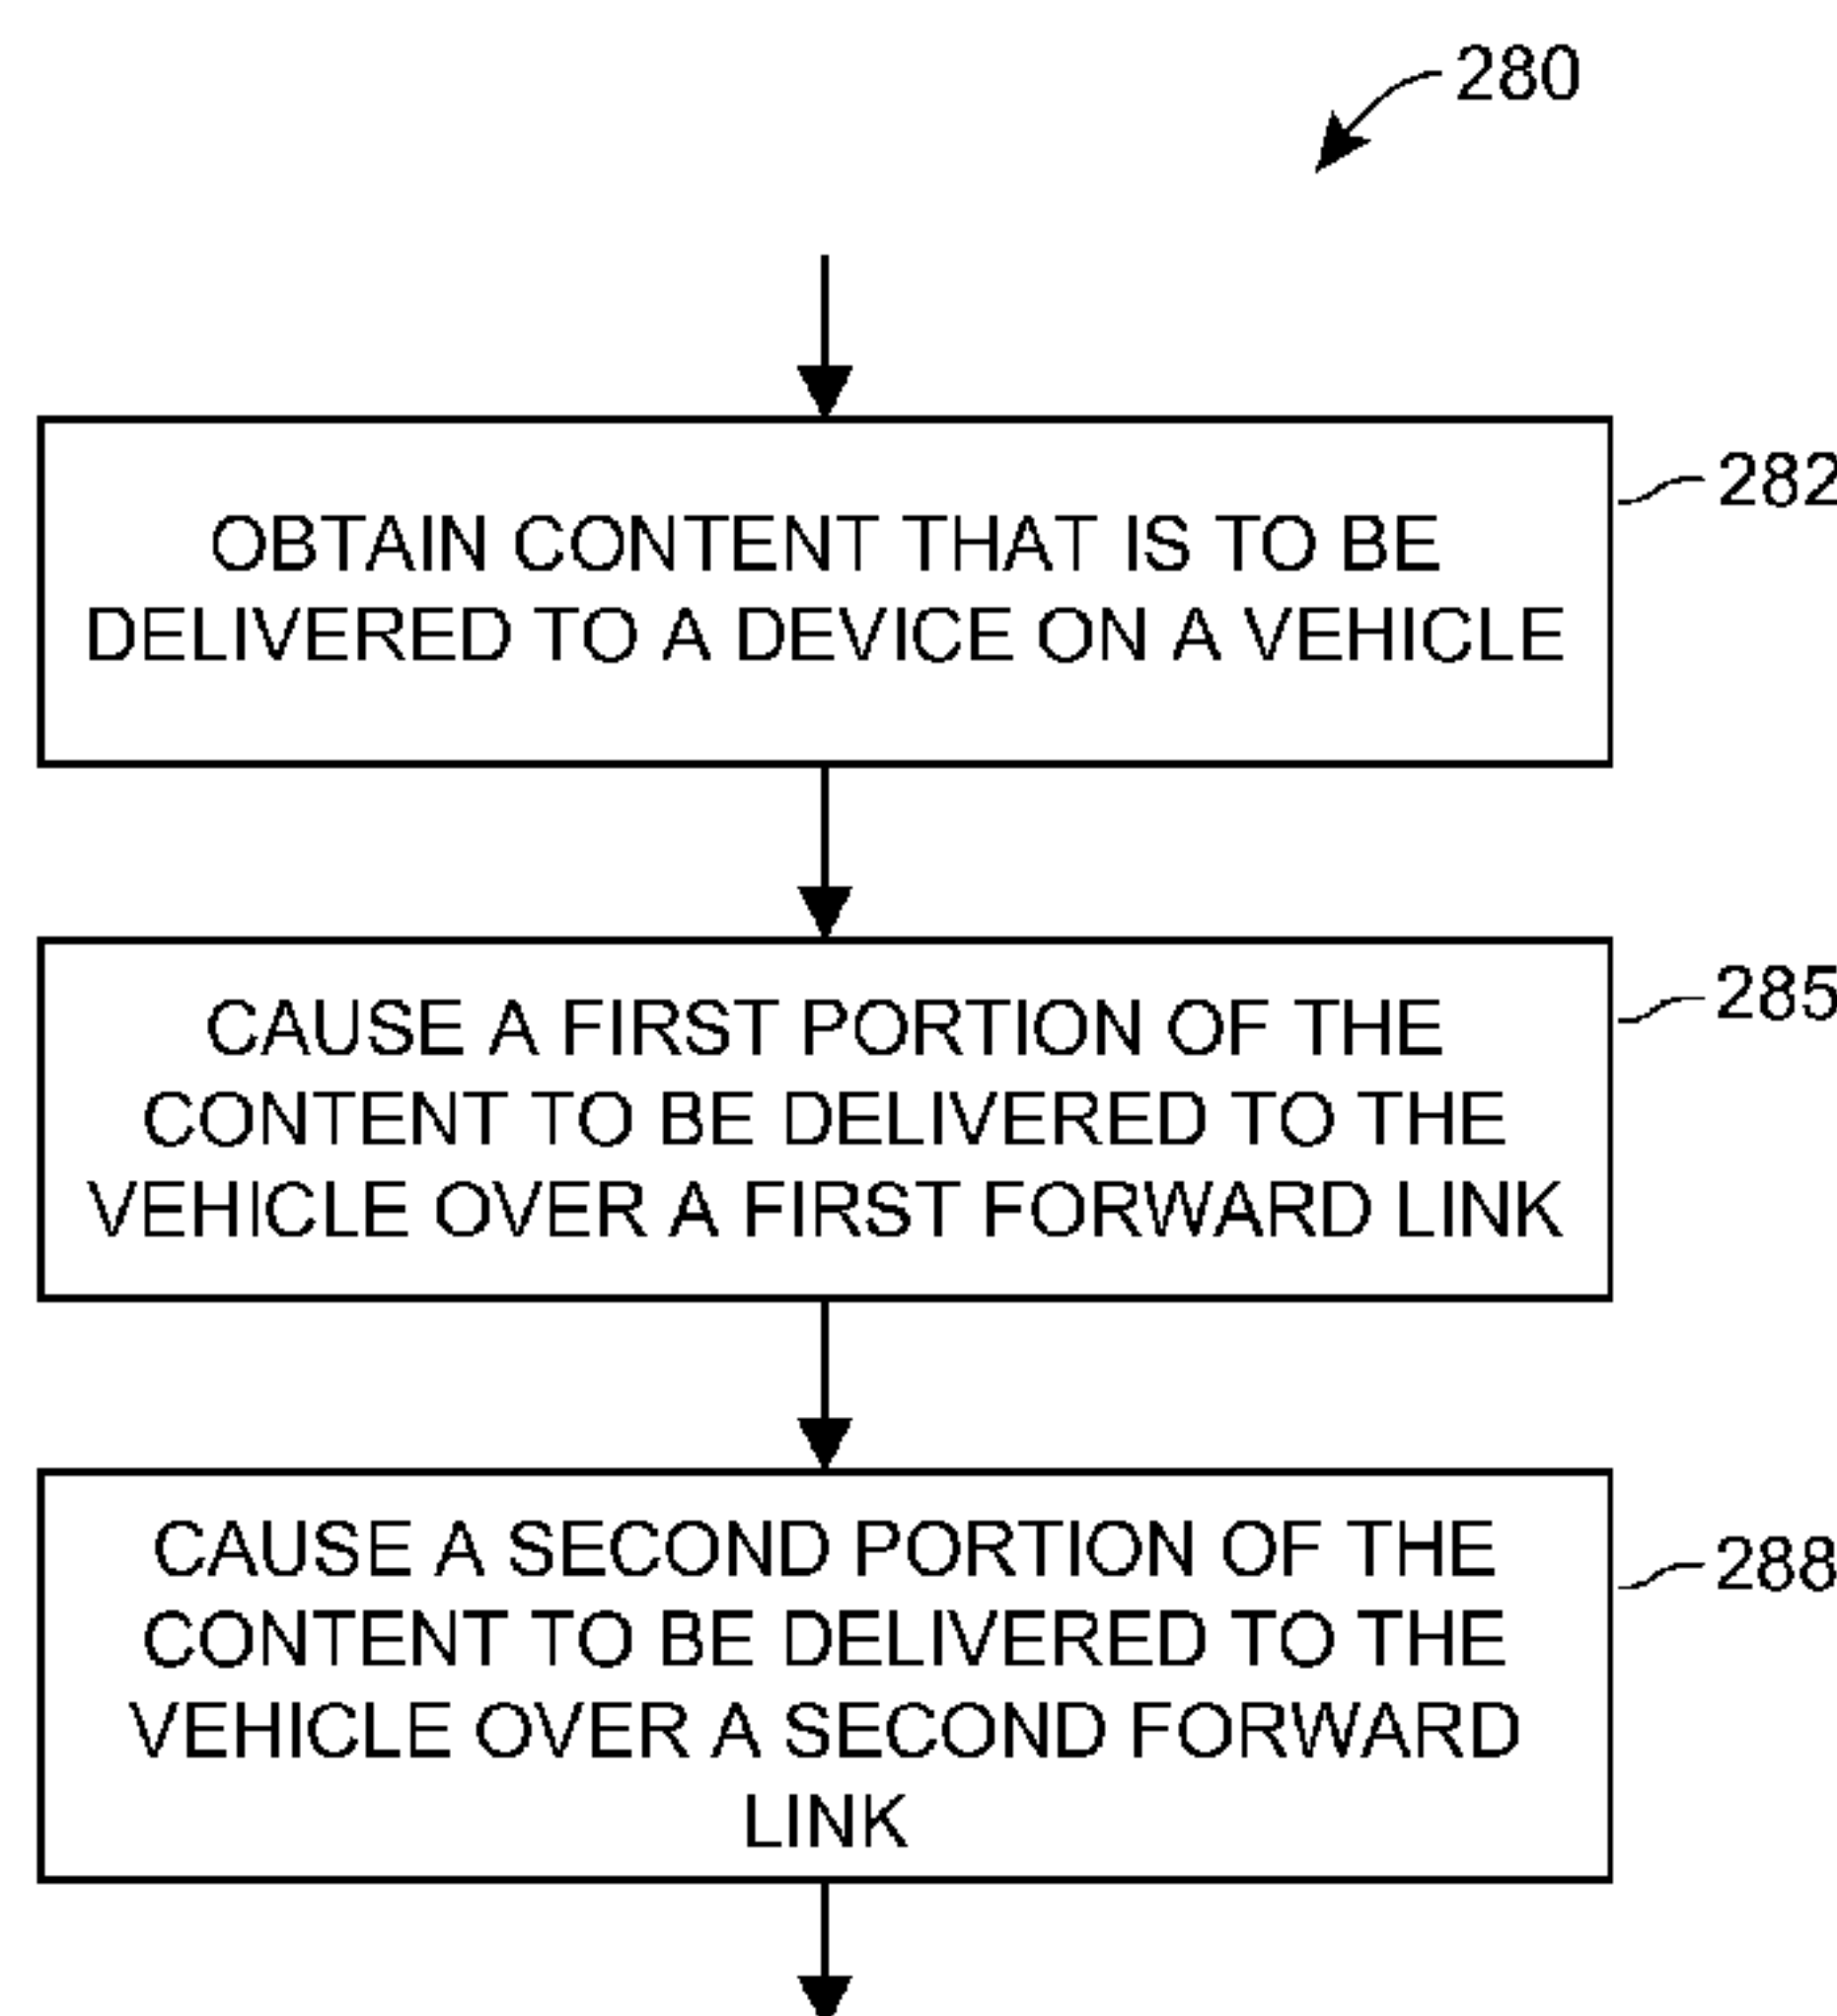 280
OBTAIN CONTENT THAT IS TO BE
282
DELIVERED TO A DEVICE ON A VEHICLE
CAUSE A FIRST PORTION OF THE
285
CONTENT TO BE DELIVERED TO THE
VEHICLE OVER A FIRST FORWARD LINK
CAUSE A SECOND PORTION OF THE
288
CONTENT TO BE DELIVERED TO THE
VEHICLE OVER A SECOND FORWARD
LINK